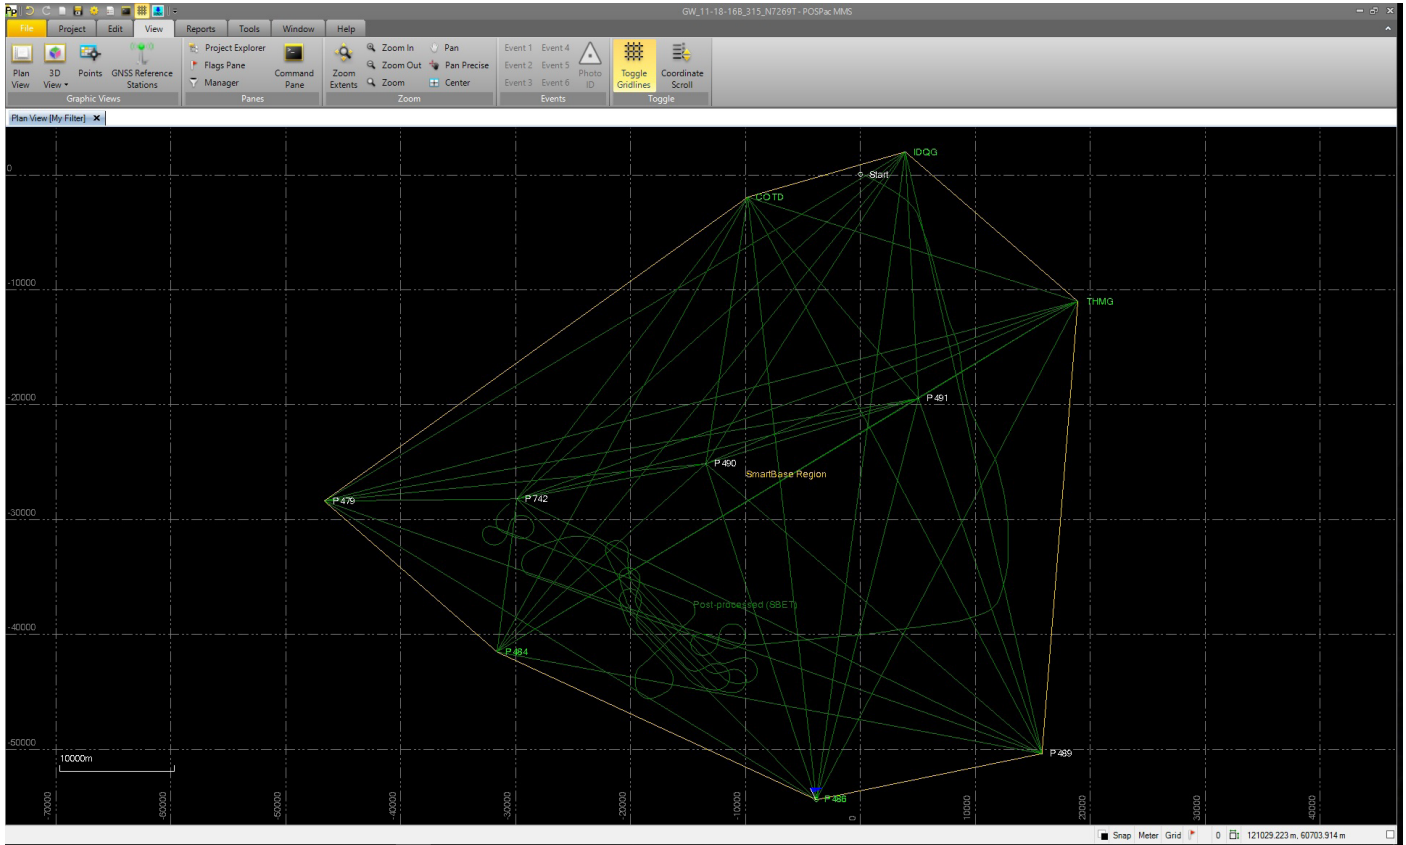 Pp
GW_11-18-16B_315_N7269T - POSPac MMS
File Project Edit View Reports Tools Window Help
Plan View
3D View
Points
GNSS Reference Stations
Graphic Views
Project Explorer
Flags Pane
Manager
Command Pane
Panes
Zoom Extents
Zoom In
Zoom Out
Zoom
Pan
Pan Precise
Center
Zoom
Event 1 Event 4
Event 2 Event 5
Event 3 Event 6
Photo ID
Events
Toggle Gridlines
Coordinate Scroll
Toggle
Plan View [My Filter]
IDQG
0
Start
COTD
-10000
THMG
-20000
P491
P490
SmartBase Region
P479
P742
-30000
Post-processed (SBET)
-40000
P484
-50000
P489
10000m
P486
-70000 -60000 -50000 -40000 -30000 -20000 -10000 0 10000 20000 30000 40000
Snap Meter Grid 0 121029.223 m, 60703.914 m